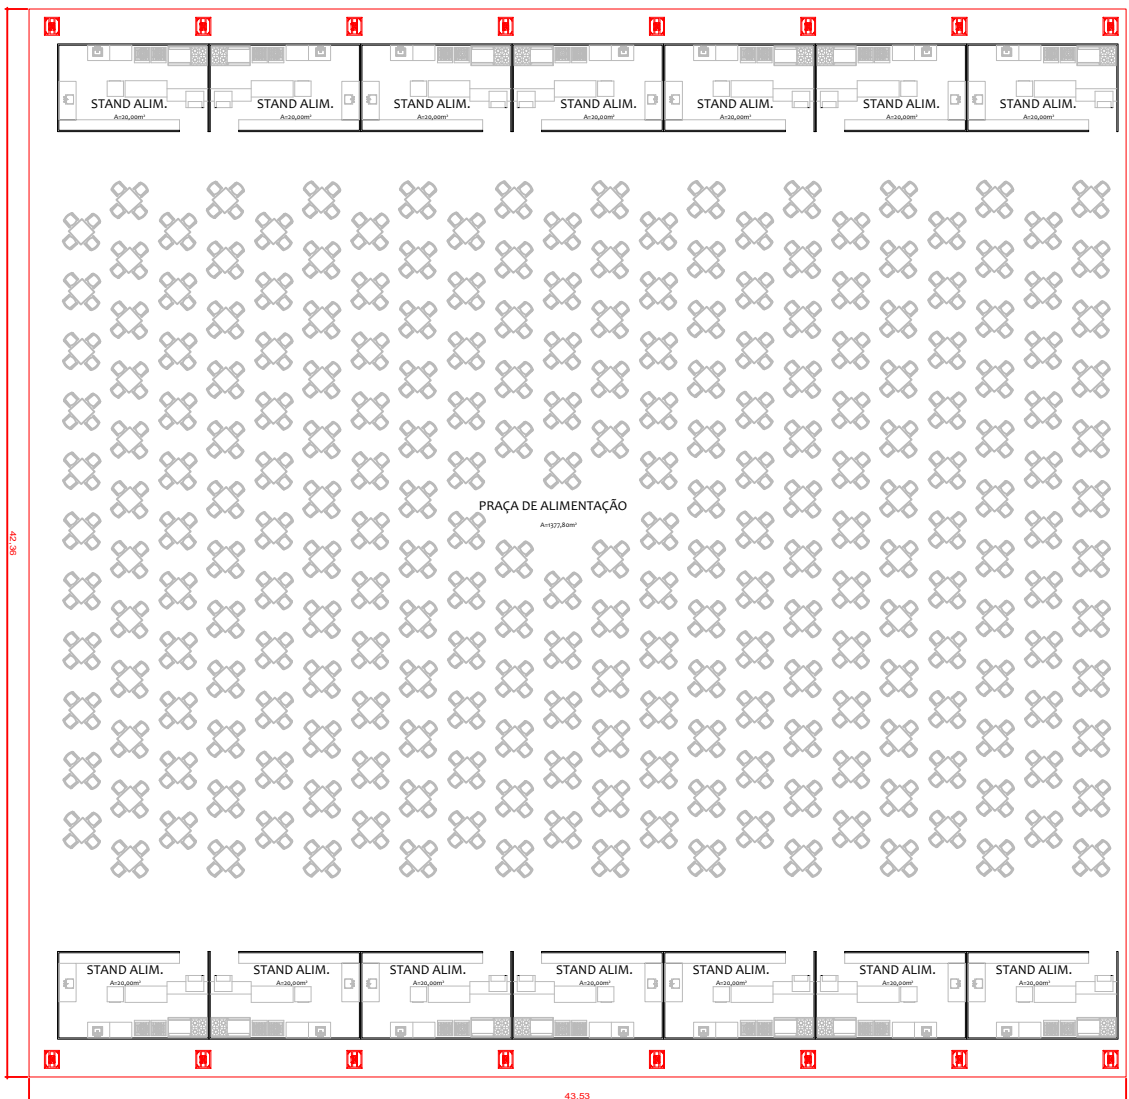 STAND ALIM. STAND ALIM. STAND ALIM. STAND ALIM. STAND ALIM. STAND ALIM. STAND ALIM.
A=20,00m² A=20,00m² A=20,00m² A=20,00m² A=20,00m² A=20,00m² A=20,00m²
PRAÇA DE ALIMENTAÇÃO
A=1377,80m²
42.36
STAND ALIM. STAND ALIM. STAND ALIM. STAND ALIM. STAND ALIM. STAND ALIM. STAND ALIM.
A=20,00m² A=20,00m² A=20,00m² A=20,00m² A=20,00m² A=20,00m² A=20,00m²
43.53